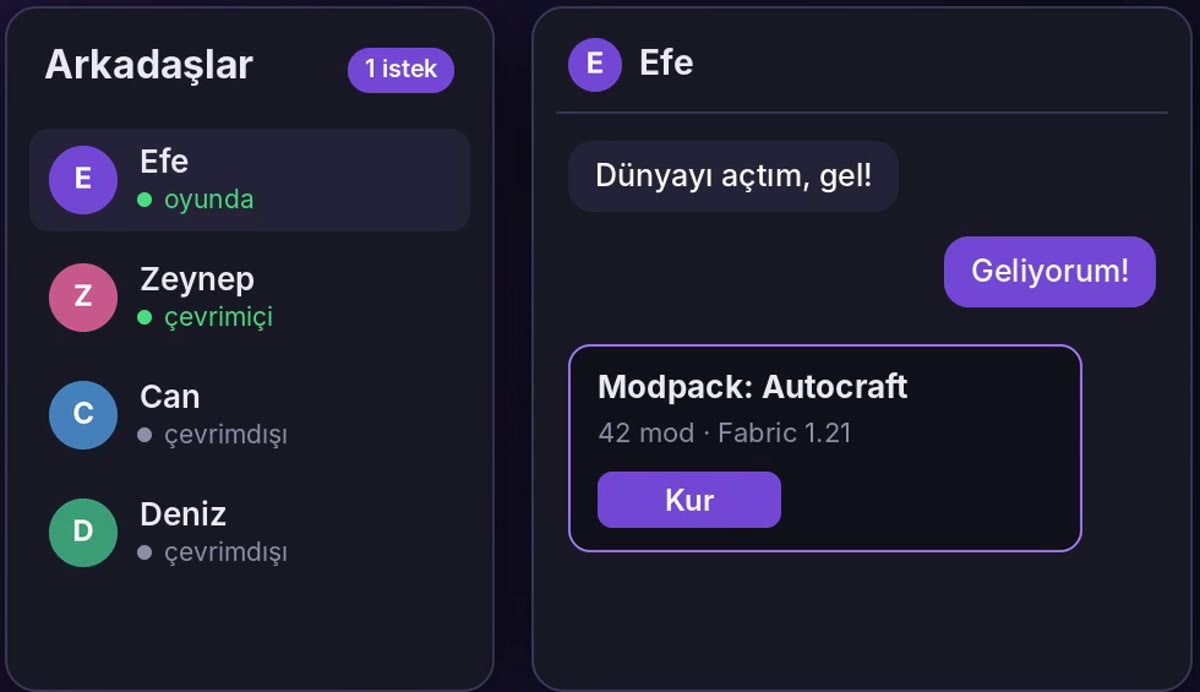 Arkadaşlar
1 istek
E
Efe
oyunda
Z
Zeynep
çevrimiçi
C
Can
çevrimdışı
D
Deniz
çevrimdışı
E
Efe
Dünyayı açtım, gel!
Geliyorum!
Modpack: Autocraft
42 mod · Fabric 1.21
Kur